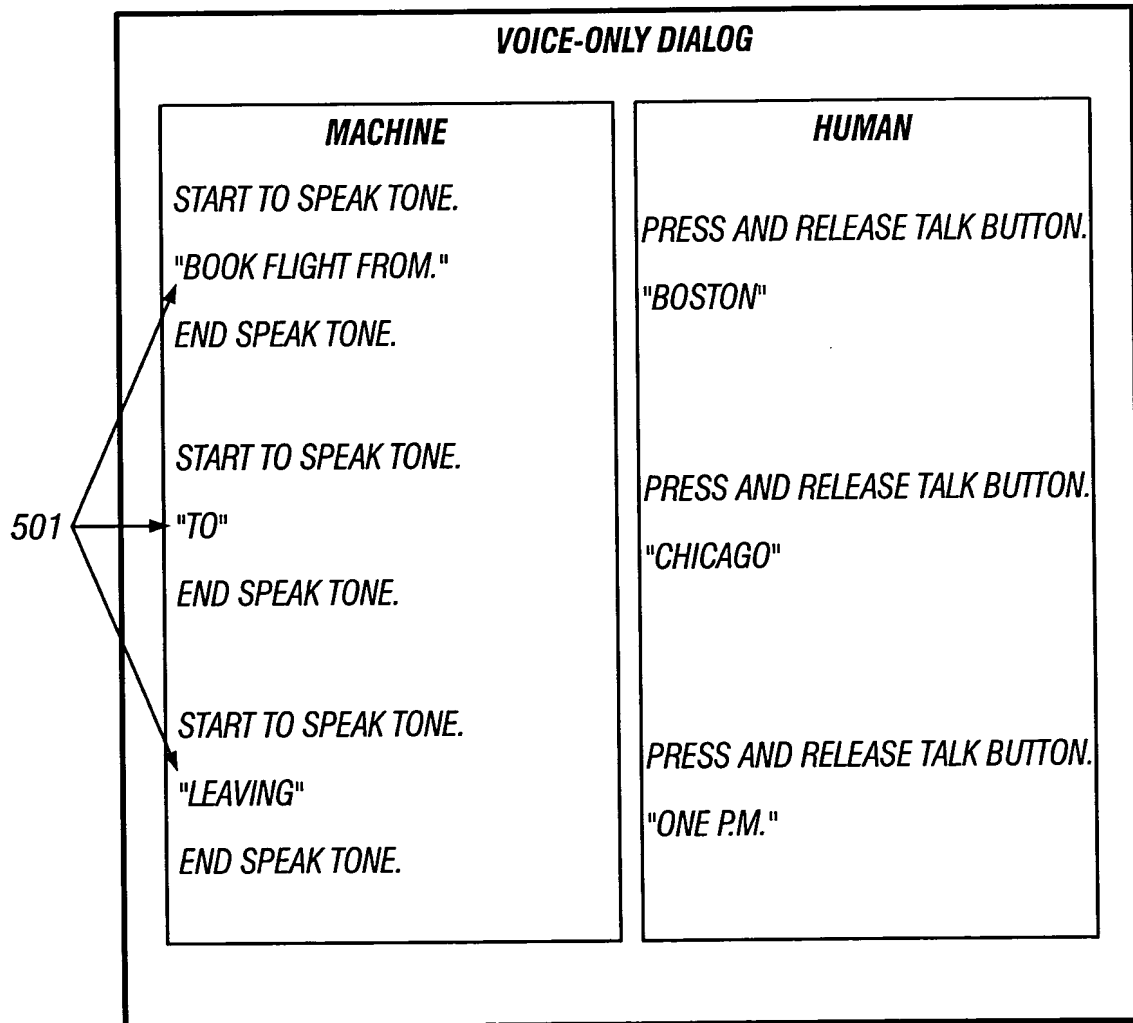 VOICE-ONLY DIALOG
MACHINE
START TO SPEAK TONE.
"BOOK FLIGHT FROM."
END SPEAK TONE.
START TO SPEAK TONE.
"TO"
END SPEAK TONE.
START TO SPEAK TONE.
"LEAVING"
END SPEAK TONE.
HUMAN
PRESS AND RELEASE TALK BUTTON.
"BOSTON"
PRESS AND RELEASE TALK BUTTON.
"CHICAGO"
PRESS AND RELEASE TALK BUTTON.
"ONE P.M."
501